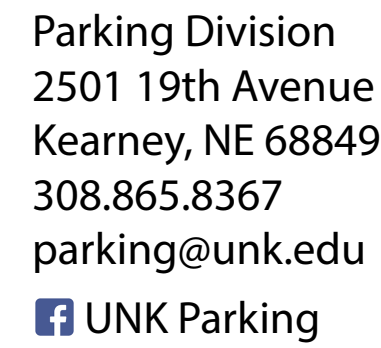 Parking Division
2501 19th Avenue
Kearney, NE 68849
308.865.8367
parking@unk.edu
UNK Parking